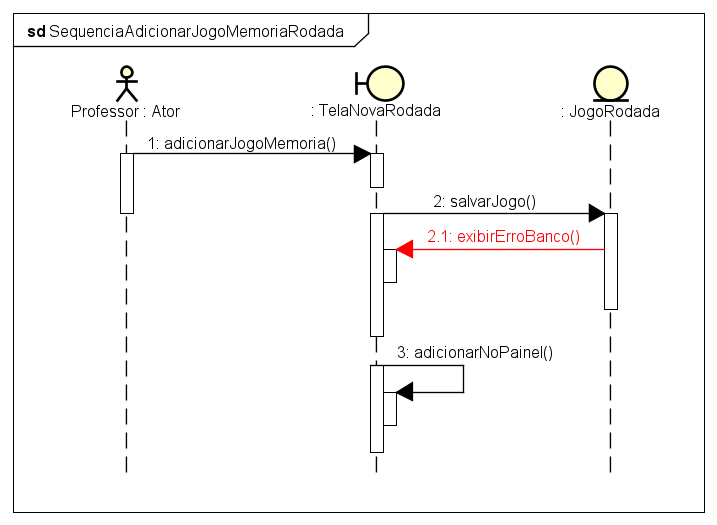 sd SequenciaAdicionarJogoMemoriaRodada
Professor : Ator
: TelaNovaRodada
: JogoRodada
1: adicionarJogoMemoria()
2: salvarJogo()
2.1: exibirErroBanco()
3: adicionarNoPainel()